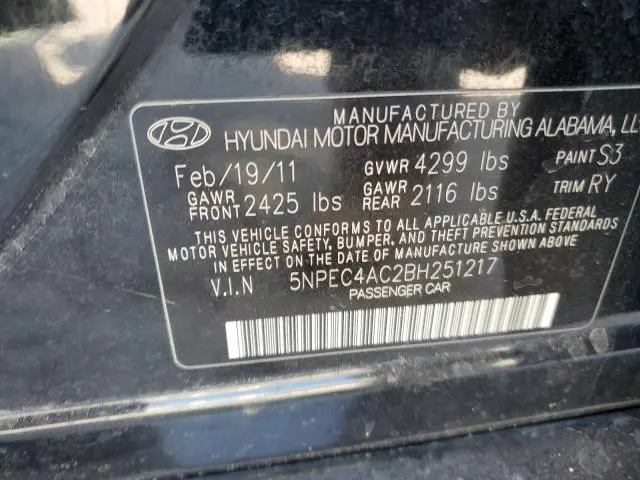 MANUFACTURED BY
HYUNDAI MOTOR MANUFACTURING ALABAMA,
Feb/19/11 GVWR 4299 lbs PAINT S3
GAWR FRONT 2425 lbs GAWR REAR 2116 lbs TRIM RY
THIS VEHICLE CONFORMS TO ALL APPLICABLE U.S.A. FEDERAL
MOTOR VEHICLE SAFETY, BUMPER, AND THEFT PREVENTION STANDARDS
IN EFFECT ON THE DATE OF MANUFACTURE SHOWN ABOVE
V.I.N 5NPEC4AC2BH251217
PASSENGER CAR